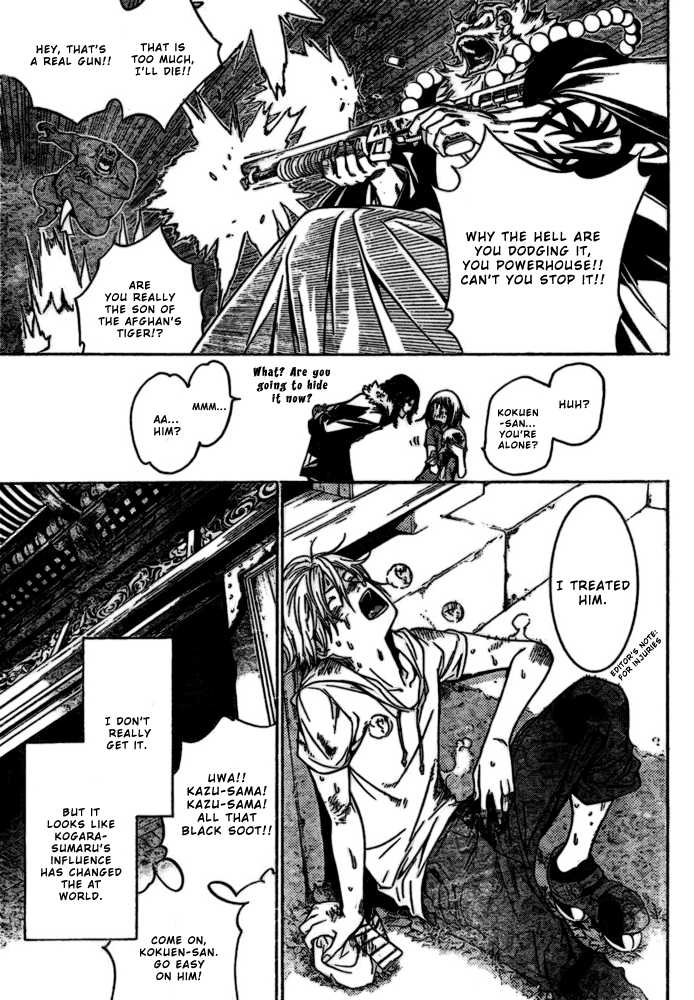 WHY THE HELL ARE
YOU DODGING IT,
YOU POWERHOUSE!!
CAN'T YOU STOP IT!!
THAT IS
TOO MUCH,
I'LL DIE!!
HEY, THAT'S
A REAL GUN!!
ARE
YOU REALLY
THE SON OF
THE AFGHAN'S
TIGER!?
HUH?
KOKUEN
-SAN...
YOU'RE
ALONE?
What? Are you
going to hide
it now?
MMM...
AA...
HIM?
I TREATED
HIM.
EDITOR'S NOTE:
FOR INJURIES
I DON'T
REALLY
GET IT.
UWA!!
KAZU-SAMA!
KAZU-SAMA!
ALL THAT
BLACK SOOT!!
BUT IT
LOOKS LIKE
KOGARA-
SUMARU'S
INFLUENCE
HAS CHANGED
THE AT
WORLD.
COME ON,
KOKUEN-SAN.
GO EASY
ON HIM!